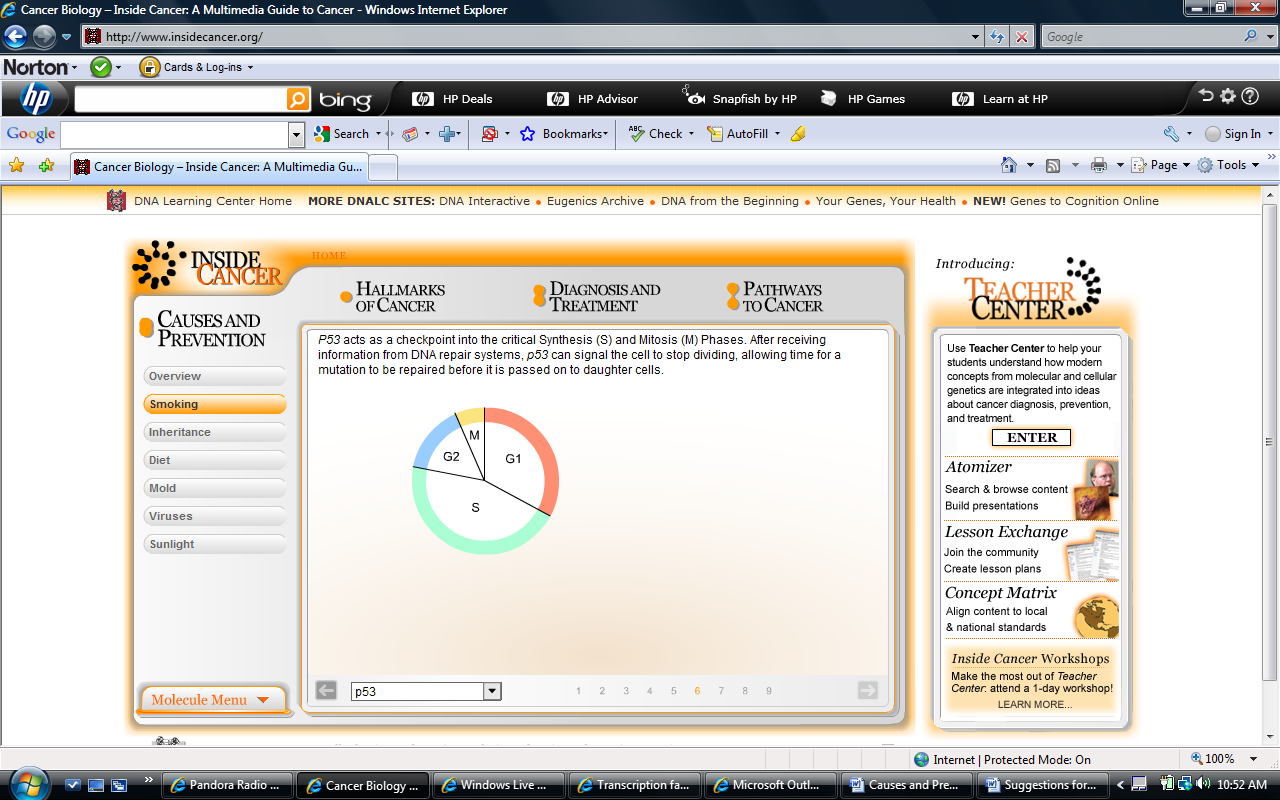 Cancer Biology – Inside Cancer: A Multimedia Guide to Cancer - Windows Internet Explorer
http://www.insidecancer.org/
Google
Norton
Cards & Log-ins
hp
bing
HP Deals
HP Advisor
Snapfish by HP
HP Games
Learn at HP
Google
Search
Bookmarks
ABC
Check
AutoFill
Sign In
Cancer Biology – Inside Cancer: A Multimedia Gu...
Page
Tools
DNA Learning Center Home
MORE DNALC SITES: DNA Interactive • Eugenics Archive • DNA from the Beginning • Your Genes, Your Health • NEW! Genes to Cognition Online
INSIDE
CANCER
HOME
HALLMARKS
OF CANCER
DIAGNOSIS AND
TREATMENT
PATHWAYS
TO CANCER
CAUSES AND
PREVENTION
Overview
Smoking
Inheritance
Diet
Mold
Viruses
Sunlight
Molecule Menu
P53 acts as a checkpoint into the critical Synthesis (S) and Mitosis (M) Phases. After receiving
information from DNA repair systems, p53 can signal the cell to stop dividing, allowing time for a
mutation to be repaired before it is passed on to daughter cells.
M
G2
G1
S
p53
1 2 3 4 5 6 7 8 9
Introducing:
TEACHER
CENTER
Use Teacher Center to help your
students understand how modern
concepts from molecular and cellular
genetics are integrated into ideas
about cancer diagnosis, prevention,
and treatment.
ENTER
Atomizer
Search & browse content
Build presentations
Lesson Exchange
Join the community
Create lesson plans
Concept Matrix
Align content to local
& national standards
Inside Cancer Workshops
Make the most out of Teacher
Center: attend a 1-day workshop!
LEARN MORE...
Internet | Protected Mode: On
100%
Pandora Radio ...
Cancer Biology ...
Windows Live ...
Transcription fa...
Microsoft Outl...
Causes and Pre...
Suggestions for...
10:52 AM